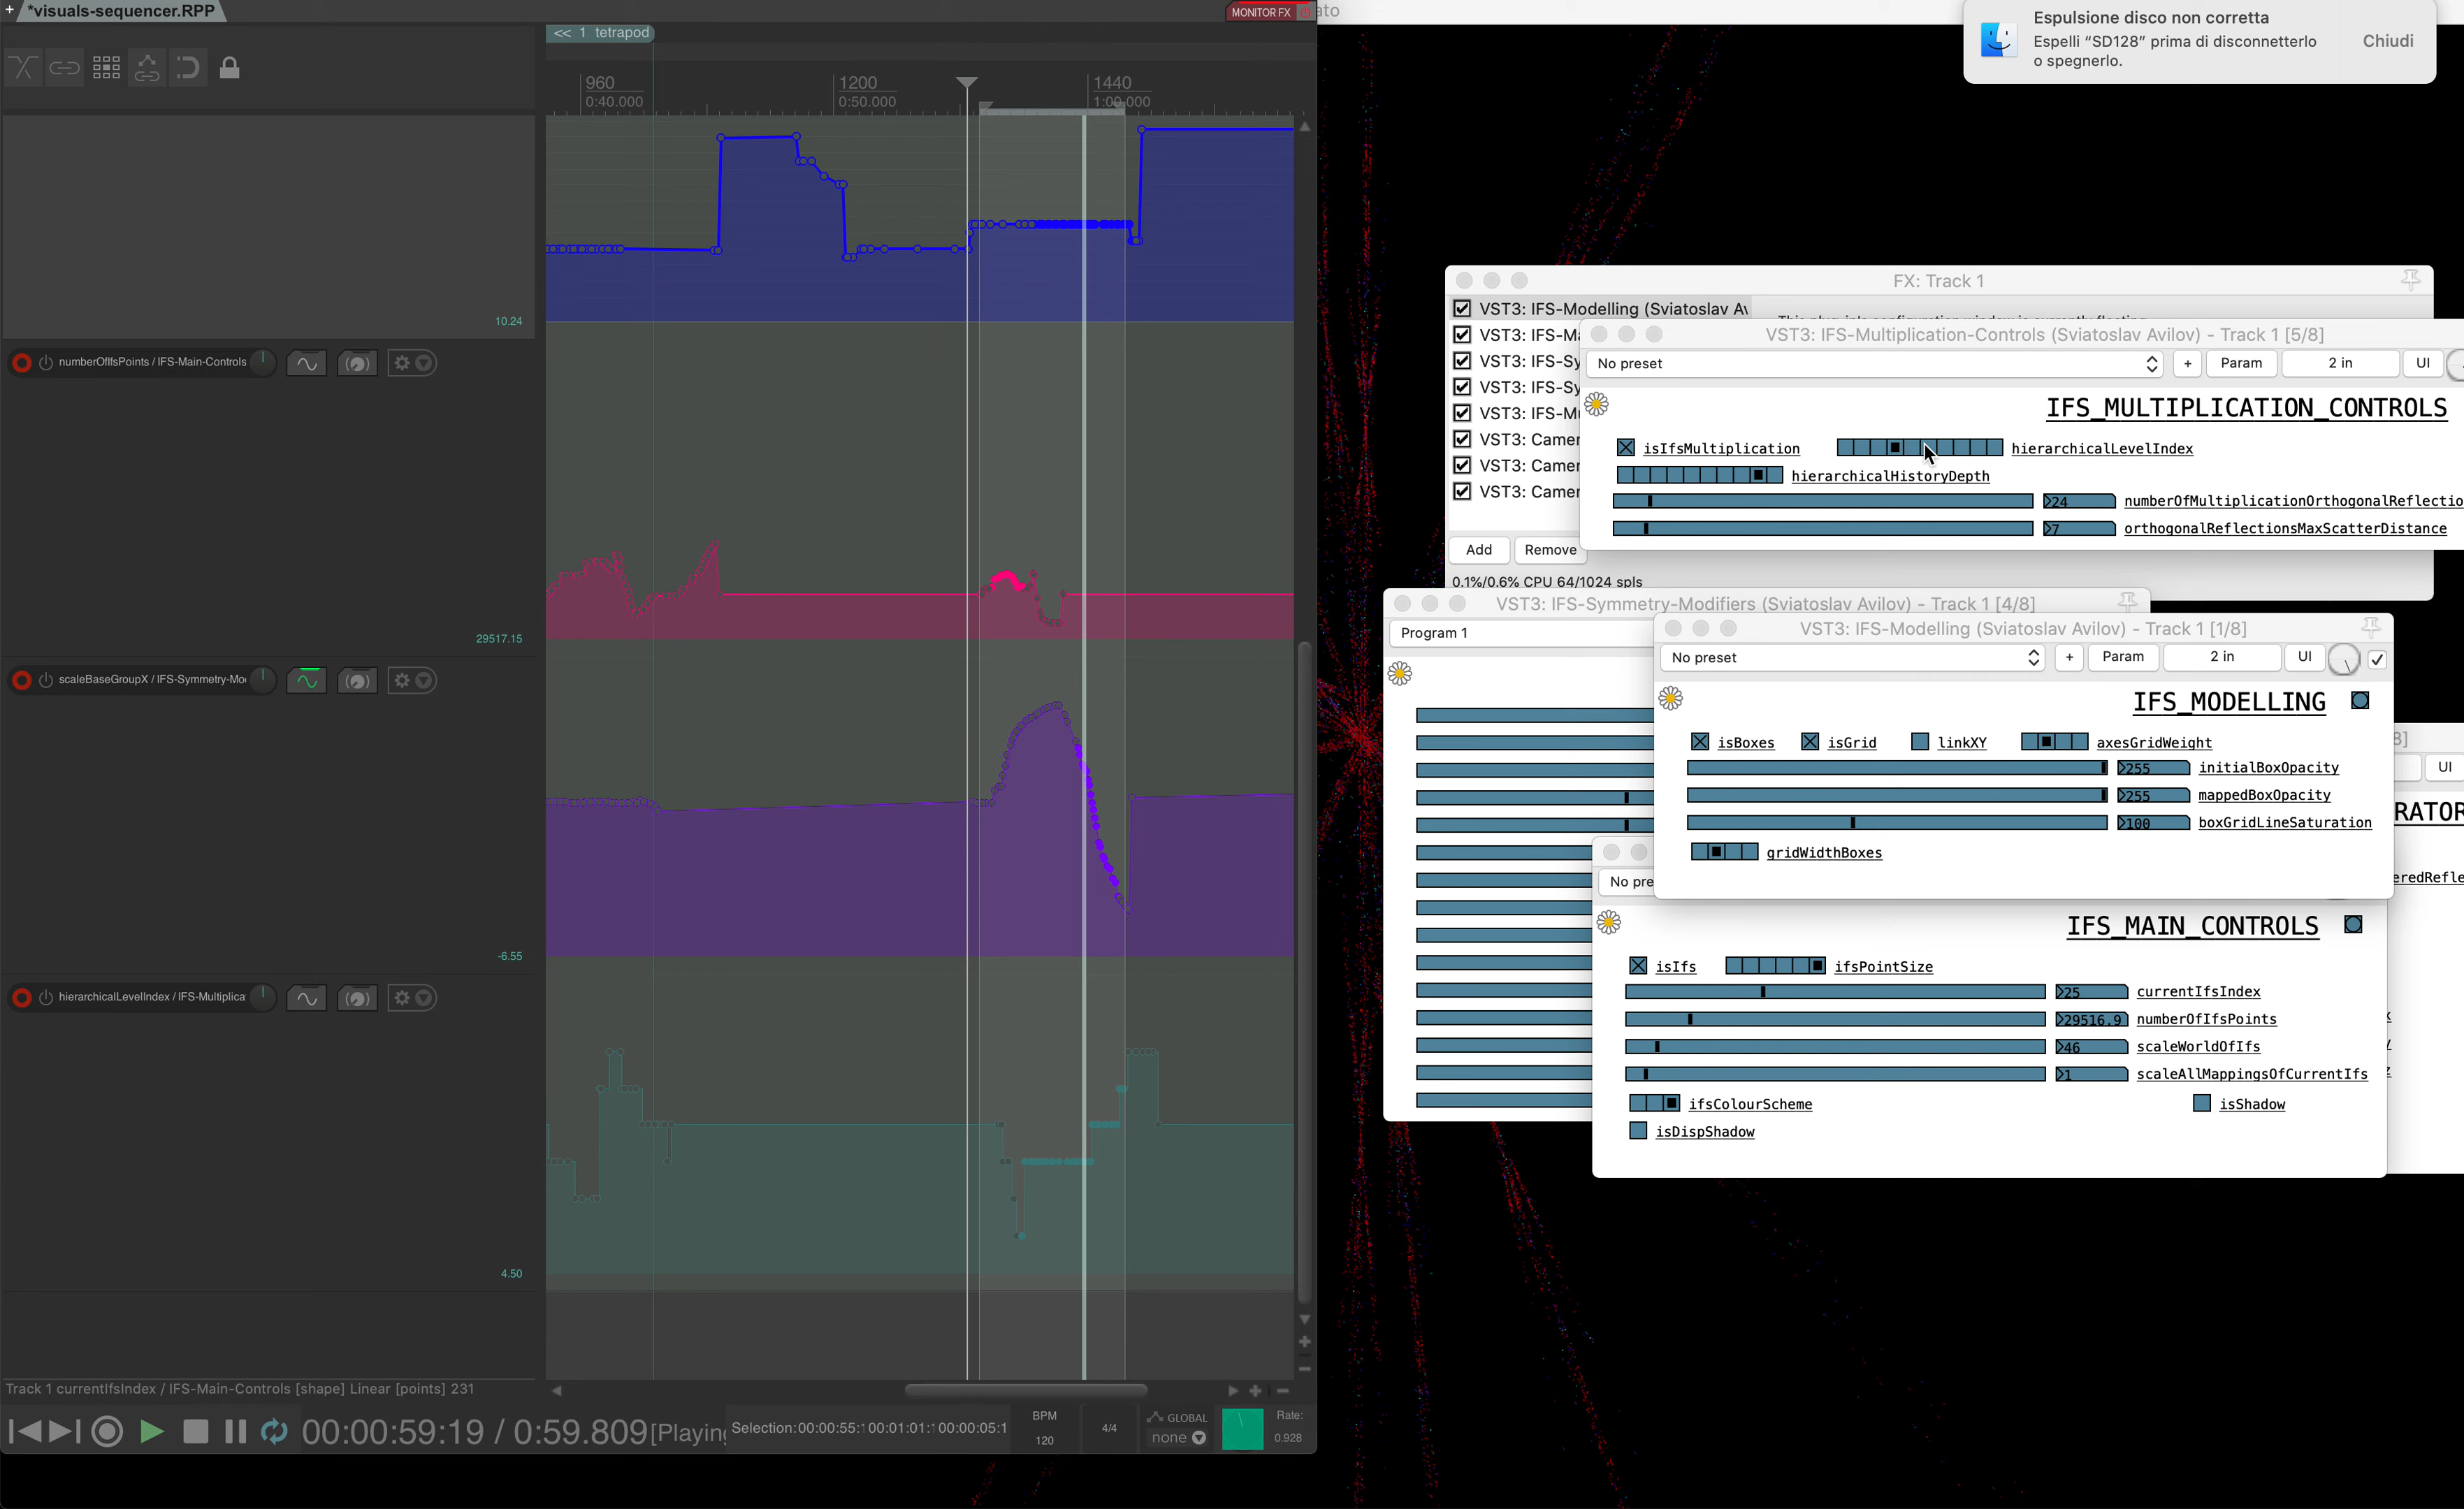 + *visuals-sequencer.RPP
MONITOR FX
ato
Espulsione disco non corretta
Espelli “SD128” prima di disconnetterlo
o spegnerlo.
Chiudi
<< 1 tetrapod
960
0:40.000
1200
0:50.000
1440
1:00.000
10.24
numberOfIfsPoints / IFS-Main-Controls
29517.15
scaleBaseGroupX / IFS-Symmetry-Mo
-6.55
hierarchicalLevelIndex / IFS-Multiplica
4.50
Track 1 currentIfsIndex / IFS-Main-Controls [shape] Linear [points] 231
00:00:59:19 / 0:59.809 [Playing
Selection: 00:00:55:1 00:01:01:1 00:00:05:1
BPM
120
4/4
GLOBAL
none
Rate:
0.928
FX: Track 1
VST3: IFS-Modelling (Sviatoslav Av
VST3: IFS-Ma
VST3: IFS-Sy
VST3: IFS-Sy
VST3: IFS-Mu
VST3: Camer
VST3: Camer
VST3: Camer
Add
Remove
0.1%/0.6% CPU 64/1024 spls
VST3: IFS-Multiplication-Controls (Sviatoslav Avilov) - Track 1 [5/8]
No preset
+
Param
2 in
UI
IFS_MULTIPLICATION_CONTROLS
isIfsMultiplication
hierarchicalLevelIndex
hierarchicalHistoryDepth
24 numberOfMultiplicationOrthogonalReflectio
7 orthogonalReflectionsMaxScatterDistance
VST3: IFS-Symmetry-Modifiers (Sviatoslav Avilov) - Track 1 [4/8]
Program 1
VST3: IFS-Modelling (Sviatoslav Avilov) - Track 1 [1/8]
No preset
+
Param
2 in
UI
IFS_MODELLING
isBoxes
isGrid
linkXY
axesGridWeight
255 initialBoxOpacity
255 mappedBoxOpacity
100 boxGridLineSaturation
gridWidthBoxes
8]
UI
RATOR
eredRefle
No pre
IFS_MAIN_CONTROLS
isIfs
ifsPointSize
25 currentIfsIndex
29516.9 numberOfIfsPoints
46 scaleWorldOfIfs
1 scaleAllMappingsOfCurrentIfs
ifsColourScheme
isShadow
isDispShadow